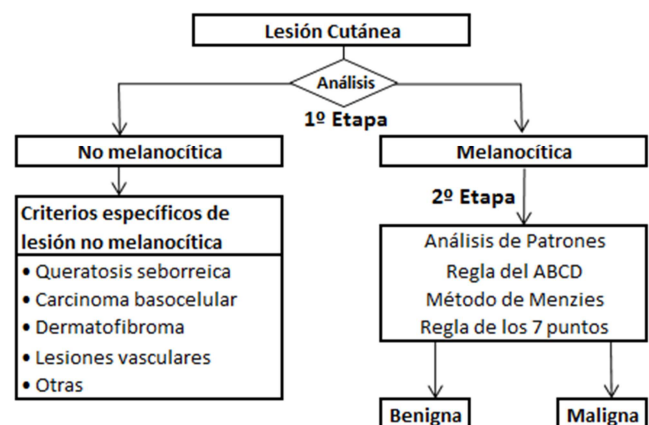 Lesión Cutánea
Análisis
1º Etapa
No melanocítica
Melanocítica
Criterios específicos de
lesión no melanocítica
• Queratosis seborreica
• Carcinoma basocelular
• Dermatofibroma
• Lesiones vasculares
• Otras
2º Etapa
Análisis de Patrones
Regla del ABCD
Método de Menzies
Regla de los 7 puntos
Benigna
Maligna